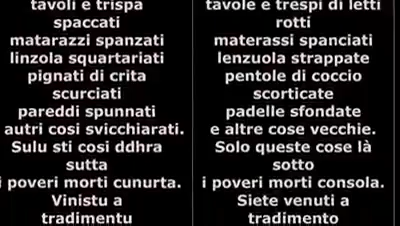 tavoli e trispa
spaccati
matarazzi spanzati
linzola squartariati
pignati di crita
scurciati
pareddi spunnati
autri cosi svicchiarati.
Sulu sti cosi ddhra
sutta
i poveri morti cunurta.
Vinistu a
tradimentu
tavole e trespi di letti
rotti
materassi spanciati
lenzuola strappate
pentole di coccio
scorticate
padelle sfondate
e altre cose vecchie.
Solo queste cose là
sotto
i poveri morti consola.
Siete venuti a
tradimento